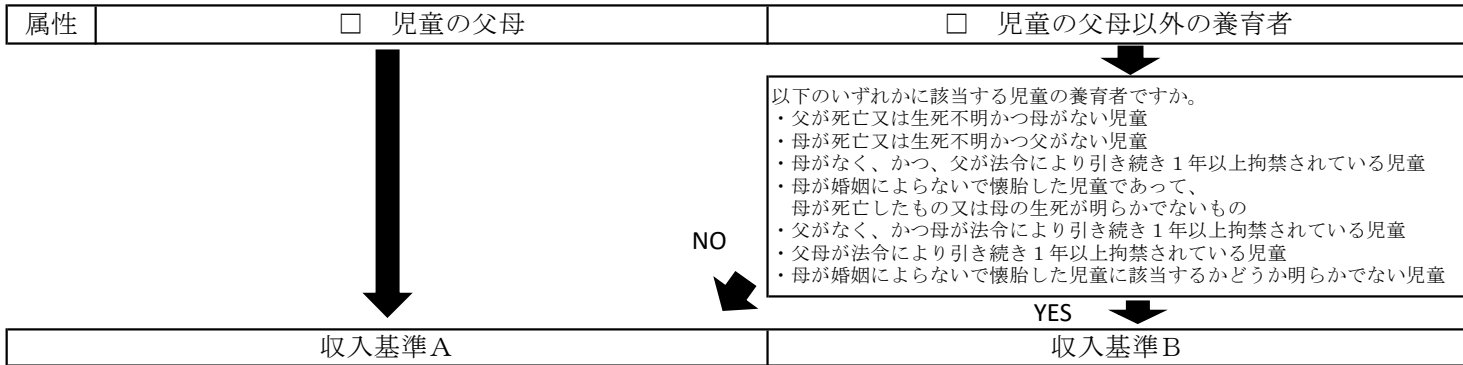 属性 □ 児童の父母 □ 児童の父母以外の養育者
以下のいずれかに該当する児童の養育者ですか。
・父が死亡又は生死不明かつ母がない児童
・母が死亡又は生死不明かつ父がない児童
・母がなく、かつ、父が法令により引き続き１年以上拘禁されている児童
・母が婚姻によらないで懐胎した児童であって、
母が死亡したもの又は母の生死が明らかでないもの
・父がなく、かつ母が法令により引き続き１年以上拘禁されている児童
・父母が法令により引き続き１年以上拘禁されている児童
・母が婚姻によらないで懐胎した児童に該当するかどうか明らかでない児童
NO
YES
収入基準Ａ 収入基準Ｂ